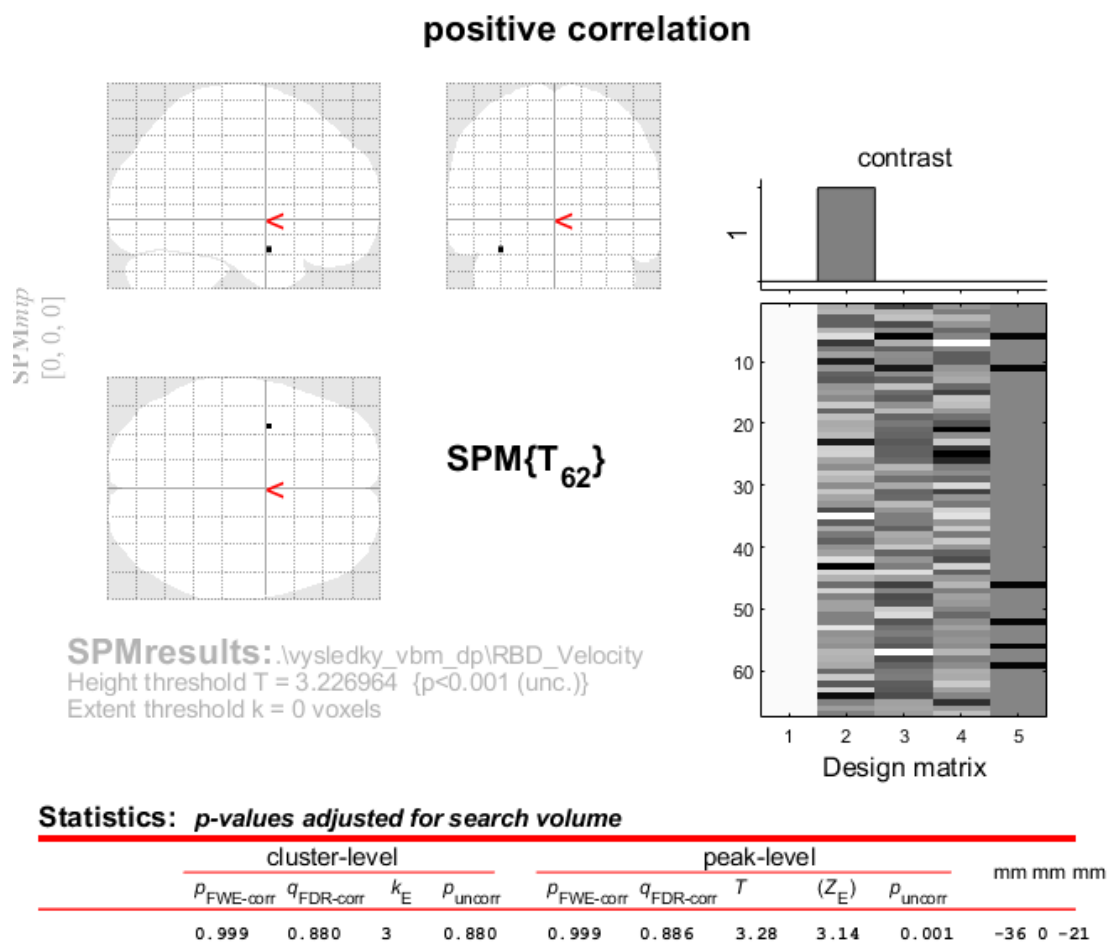 positive correlation
SPMmip
[0, 0, 0]
contrast
1
SPM{T62}
10
20
30
40
50
60
1 2 3 4 5
Design matrix
SPMresults: .\vysledky_vbm_dp\RBD_Velocity
Height threshold T = 3.226964 {p<0.001 (unc.)}
Extent threshold k = 0 voxels
Statistics: p-values adjusted for search volume
cluster-level peak-level mm mm mm
pFWE-corr qFDR-corr kE puncorr pFWE-corr qFDR-corr T (ZE) puncorr
0.999 0.880 3 0.880 0.999 0.886 3.28 3.14 0.001 -36 0 -21